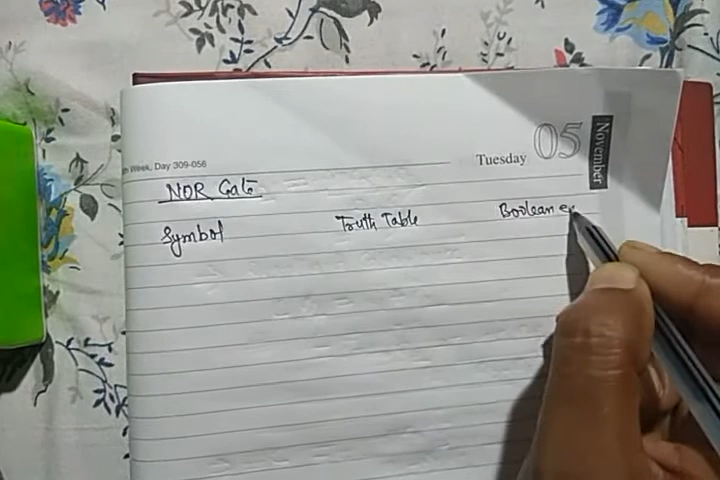 Week, Day 309-056
Tuesday 05 November
NOR Gate
Symbol Truth Table Boolean ex